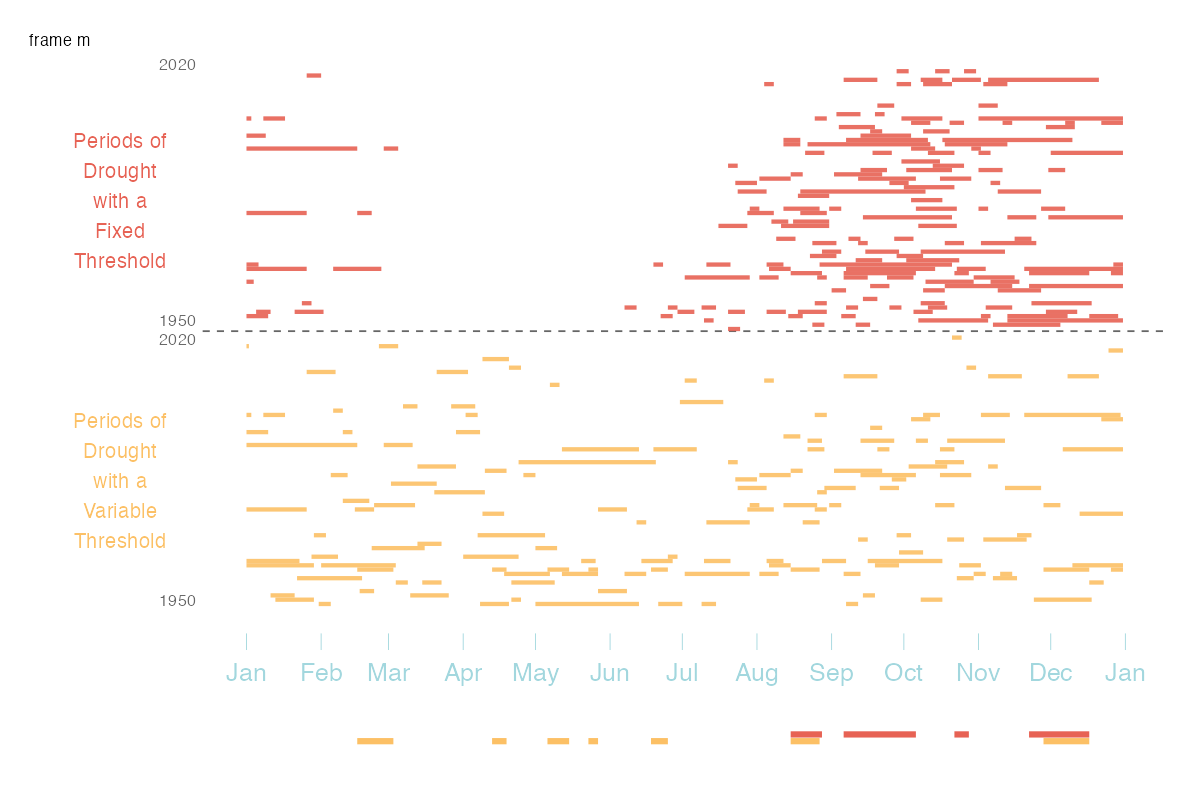 frame m
2020
Periods of
Drought
with a
Fixed
Threshold
1950
2020
Periods of
Drought
with a
Variable
Threshold
1950
Jan Feb Mar Apr May Jun Jul Aug Sep Oct Nov Dec Jan